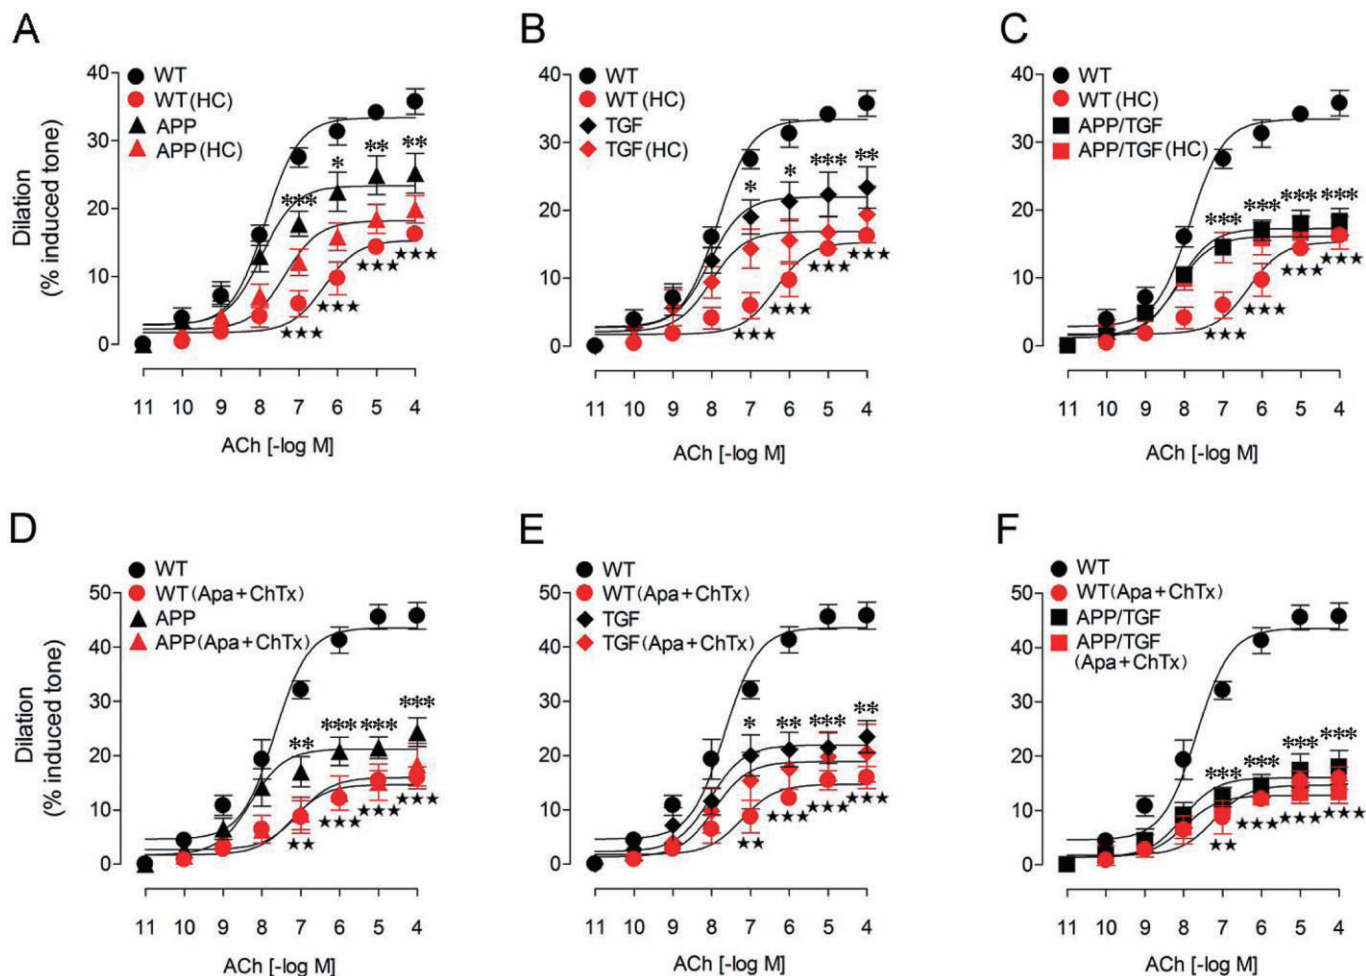 A
WT
WT (HC)
APP
APP (HC)
Dilation
(% induced tone)
40
30
20
10
0
*** * ** **
★★★ ★★★ ★★★ ★★★
11 10 9 8 7 6 5 4
ACh [-log M]
B
WT
WT (HC)
TGF
TGF (HC)
40
30
20
10
0
* * *** **
★★★ ★★★ ★★★ ★★★
11 10 9 8 7 6 5 4
ACh [-log M]
C
WT
WT (HC)
APP/TGF
APP/TGF (HC)
40
30
20
10
0
*** *** *** ***
★★★ ★★★ ★★★ ★★★
11 10 9 8 7 6 5 4
ACh [-log M]
D
WT
WT (Apa + ChTx)
APP
APP (Apa + ChTx)
Dilation
(% induced tone)
50
40
30
20
10
0
** *** *** ***
★★ ★★★ ★★★ ★★★
11 10 9 8 7 6 5 4
ACh [-log M]
E
WT
WT (Apa + ChTx)
TGF
TGF (Apa + ChTx)
50
40
30
20
10
0
* ** *** **
★★ ★★★ ★★★ ★★★
11 10 9 8 7 6 5 4
ACh [-log M]
F
WT
WT (Apa + ChTx)
APP/TGF
APP/TGF
(Apa + ChTx)
50
40
30
20
10
0
*** *** *** ***
★★ ★★★ ★★★ ★★★
11 10 9 8 7 6 5 4
ACh [-log M]